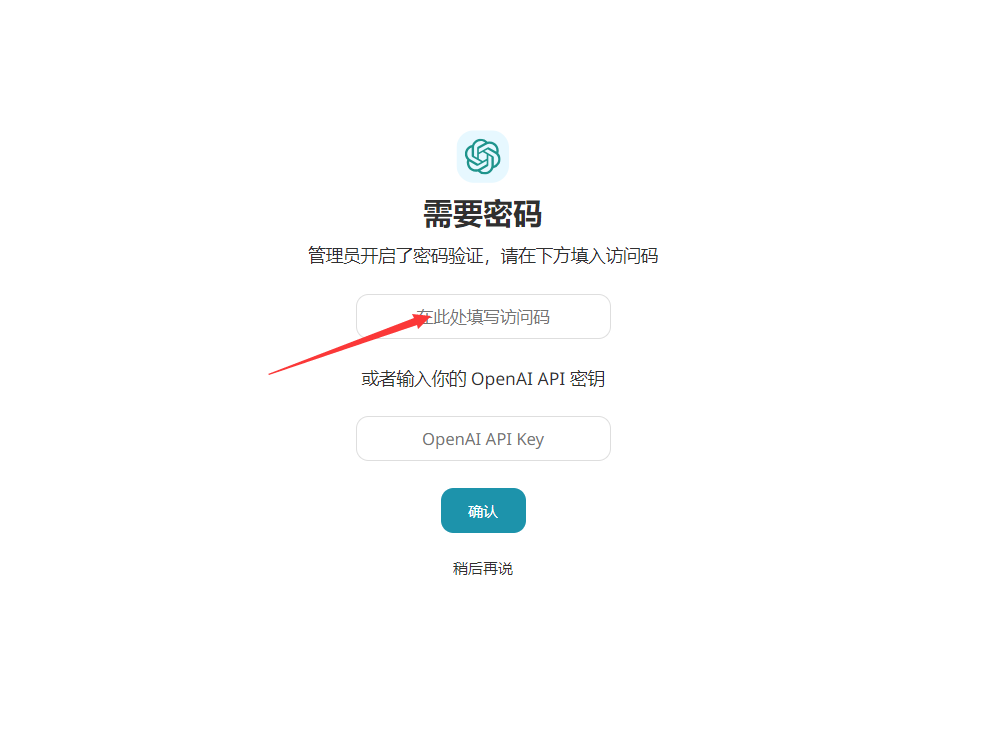 需要密码
管理员开启了密码验证，请在下方填入访问码
在此处填写访问码
或者输入你的 OpenAI API 密钥
OpenAI API Key
确认
稍后再说